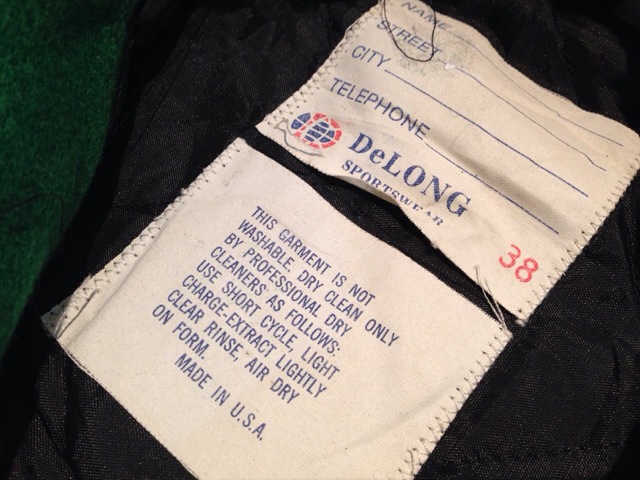 NAME
STREET
CITY
TELEPHONE
DeLONG
SPORTSWEAR
38
THIS GARMENT IS NOT
WASHABLE. DRY CLEAN ONLY
BY PROFESSIONAL DRY
CLEANERS AS FOLLOWS:
USE SHORT CYCLE, LIGHT
CHARGE-EXTRACT LIGHTLY
CLEAR RINSE, AIR DRY
ON FORM.
MADE IN U.S.A.